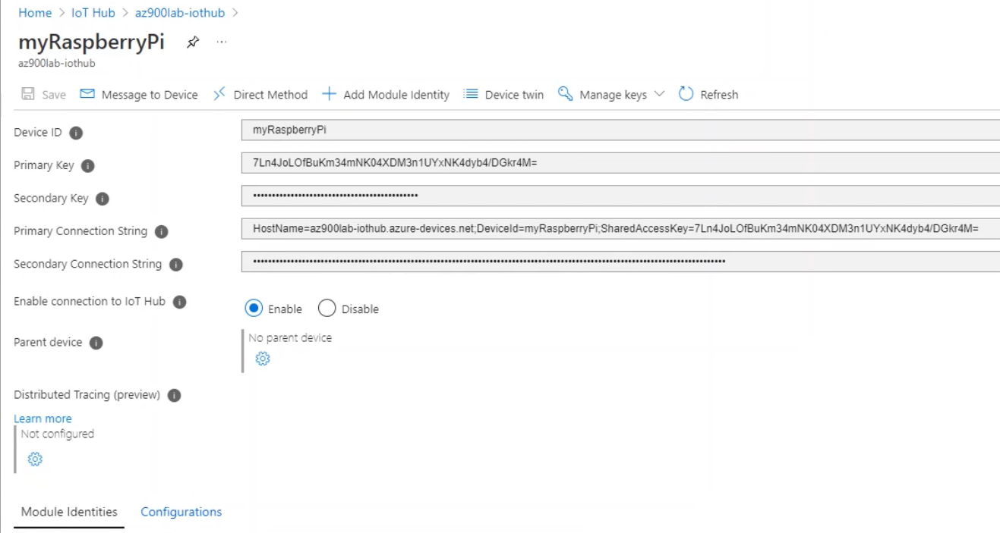 Home > IoT Hub > az900lab-iothub >
myRaspberryPi ...
az900lab-iothub
Save Message to Device Direct Method Add Module Identity Device twin Manage keys Refresh
Device ID myRaspberryPi
Primary Key 7Ln4JoLOfBuKm34mNK04XDM3n1UYxNK4dyb4/DGkr4M=
Secondary Key ••••••••••••••••••••••••••••••••••••••••••••
Primary Connection String HostName=az900lab-iothub.azure-devices.net;DeviceId=myRaspberryPi;SharedAccessKey=7Ln4JoLOfBuKm34mNK04XDM3n1UYxNK4dyb4/DGkr4M=
Secondary Connection String ••••••••••••••••••••••••••••••••••••••••••••••••••••••••••••••••••••••••••••••••••••••••••••••••••••••••••••••••••••••••••••
Enable connection to IoT Hub Enable Disable
Parent device No parent device
Distributed Tracing (preview)
Learn more
Not configured
Module Identities Configurations